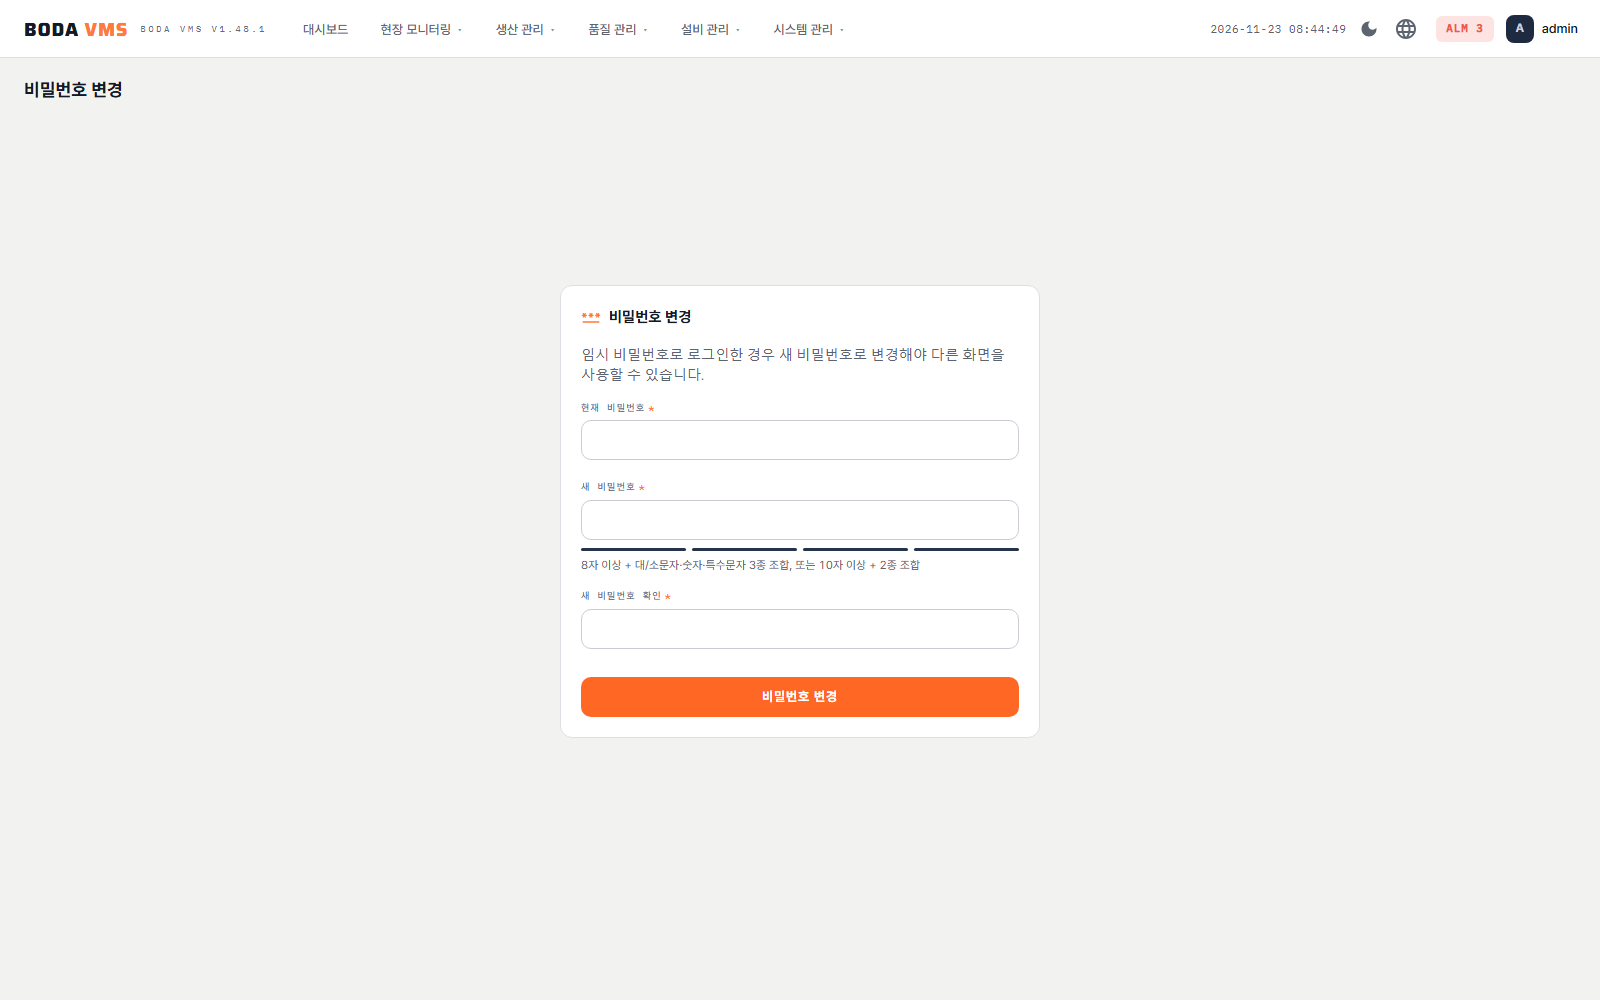 BODA VMS BODA VMS V1.48.1 대시보드 현장 모니터링 생산 관리 품질 관리 설비 관리 시스템 관리 2026-11-23 08:44:49 ALM 3 A admin
비밀번호 변경
*** 비밀번호 변경
임시 비밀번호로 로그인한 경우 새 비밀번호로 변경해야 다른 화면을
사용할 수 있습니다.
현재 비밀번호 *
새 비밀번호 *
8자 이상 + 대/소문자·숫자·특수문자 3종 조합, 또는 10자 이상 + 2종 조합
새 비밀번호 확인 *
비밀번호 변경